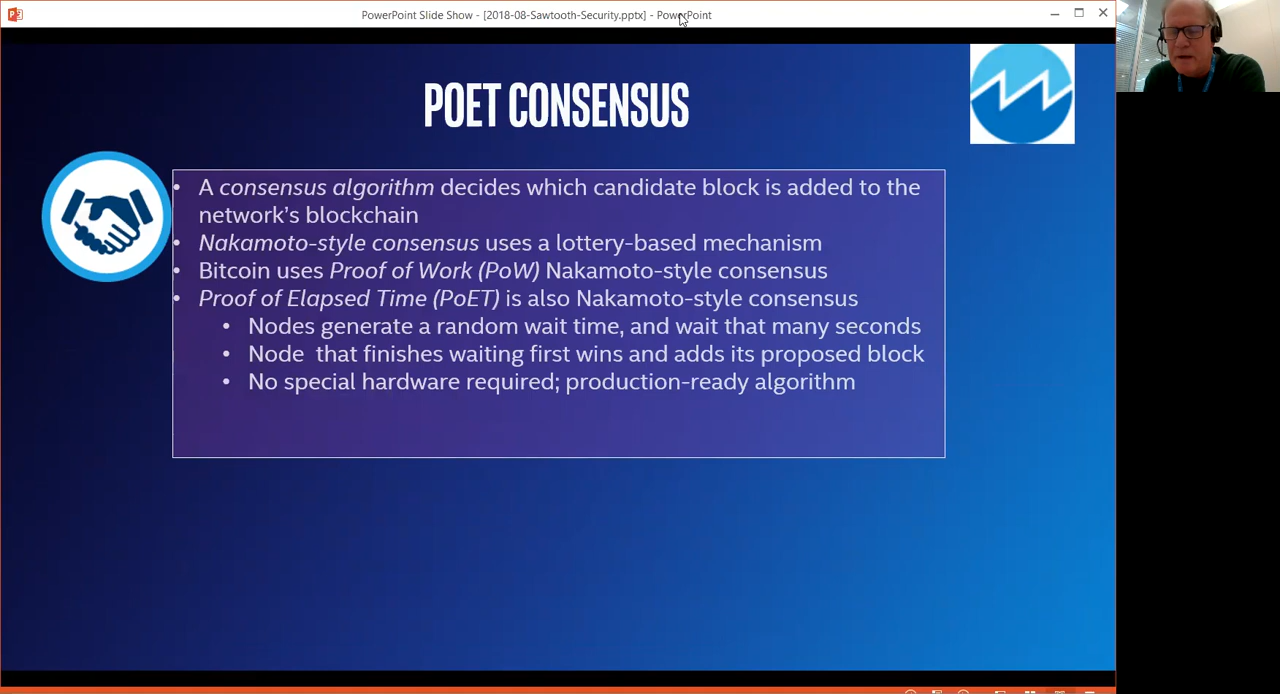 PowerPoint Slide Show - [2018-08-Sawtooth-Security.pptx] - PowerPoint
POET CONSENSUS
• A consensus algorithm decides which candidate block is added to the
network's blockchain
• Nakamoto-style consensus uses a lottery-based mechanism
• Bitcoin uses Proof of Work (PoW) Nakamoto-style consensus
• Proof of Elapsed Time (PoET) is also Nakamoto-style consensus
• Nodes generate a random wait time, and wait that many seconds
• Node that finishes waiting first wins and adds its proposed block
• No special hardware required; production-ready algorithm